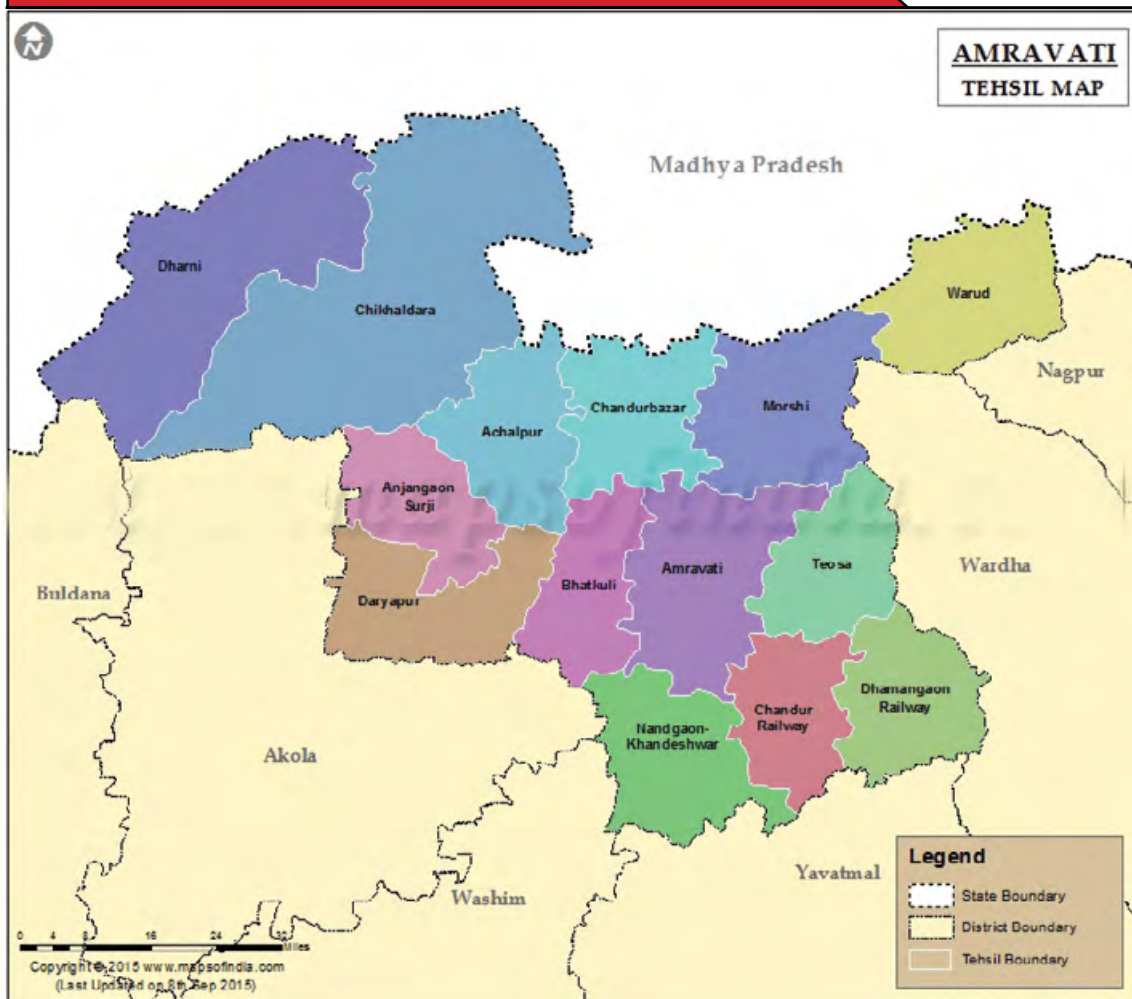 N
AMRAVATI
TEHSIL MAP
Madhya Pradesh
Dharni
Warud
Chikhaldara
Nagpur
Chandurbazar
Morshi
Achalpur
Anjangaon
Surji
Teosa
Wardha
Amravati
Bhatkuli
Buldana
Daryapur
Dhamangaon
Railway
Chandur
Railway
Nandgaon-
Khandeshwar
Akola
Legend
Yavatmal
State Boundary
Washim
District Boundary
Tehsil Boundary
0 4 8 16 24 32
Miles
Copyright © 2015 www.mapsofindia.com
(Last Updated on 8th Sep 2015)